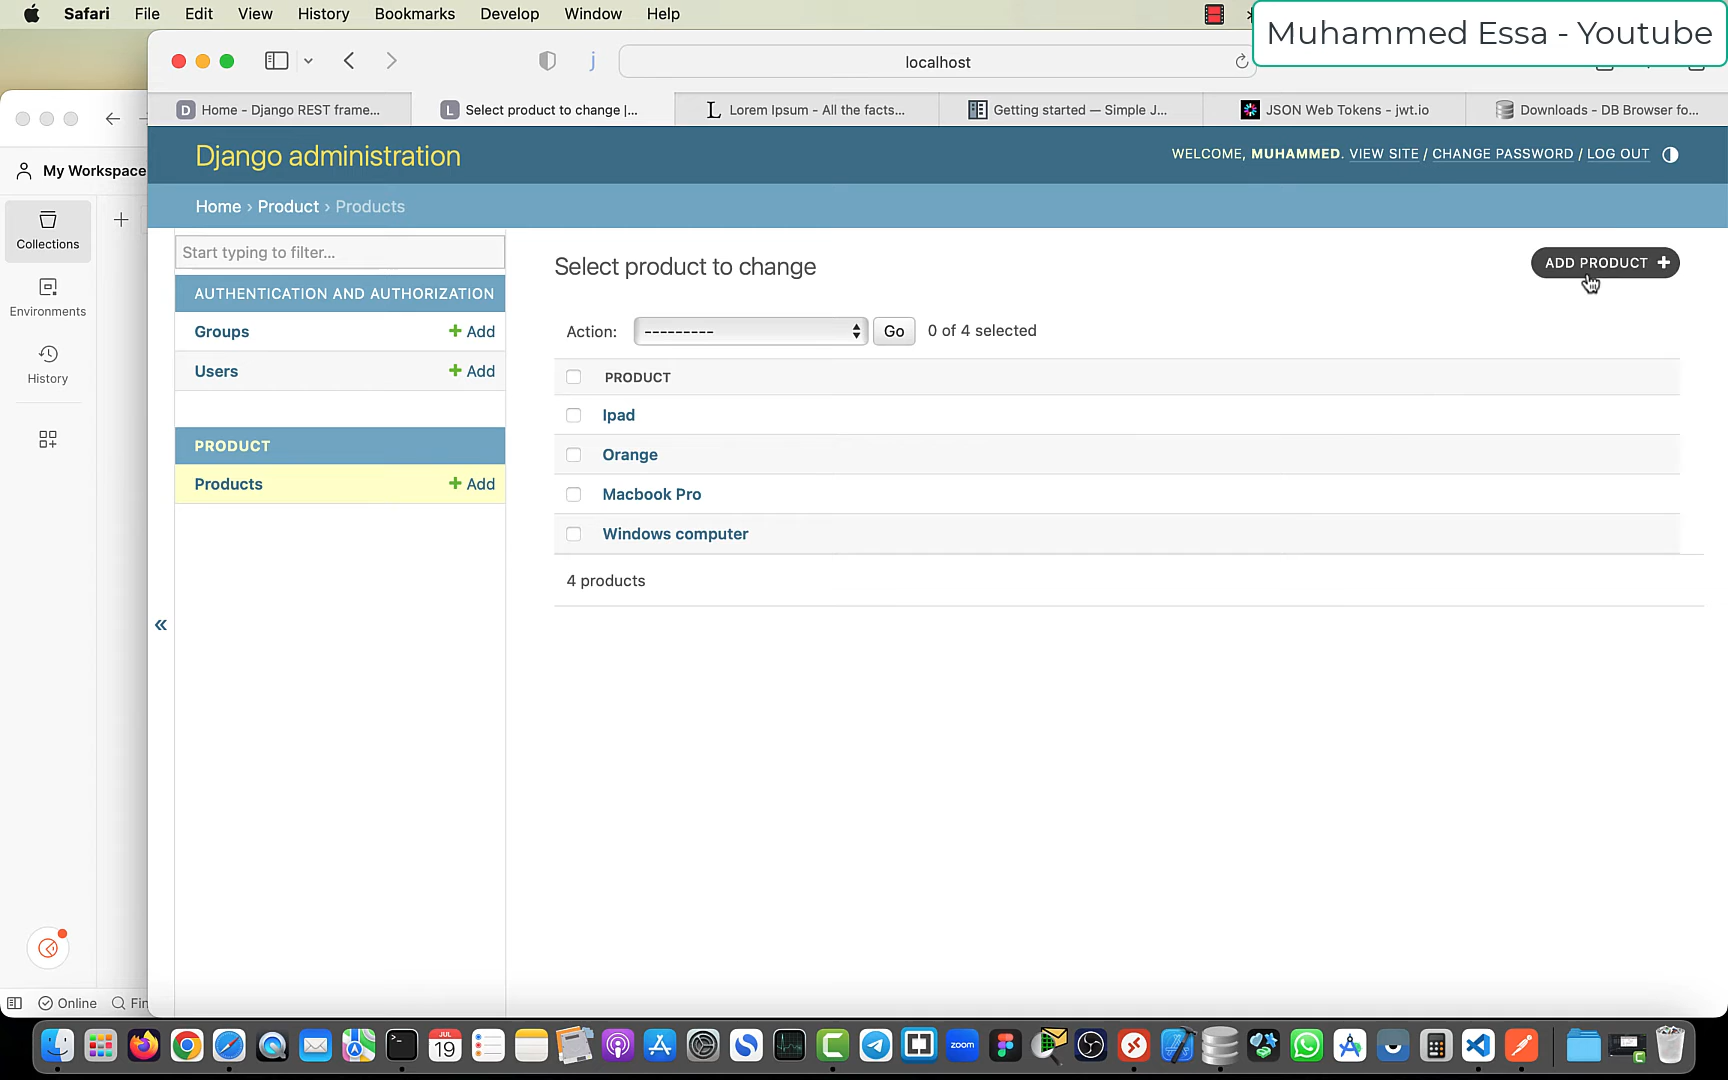 Safari File Edit View History Bookmarks Develop Window Help
Muhammed Essa - Youtube
localhost
Home - Django REST frame...
Select product to change |...
Lorem Ipsum - All the facts...
Getting started — Simple J...
JSON Web Tokens - jwt.io
Downloads - DB Browser fo...
My Workspace
Collections
Environments
History
Online
Fin
Django administration
WELCOME, MUHAMMED. VIEW SITE / CHANGE PASSWORD / LOG OUT
Home › Product › Products
Start typing to filter...
AUTHENTICATION AND AUTHORIZATION
Groups + Add
Users + Add
PRODUCT
Products + Add
«
Select product to change
ADD PRODUCT +
Action: --------- Go 0 of 4 selected
PRODUCT
Ipad
Orange
Macbook Pro
Windows computer
4 products
JUL
19
zoom